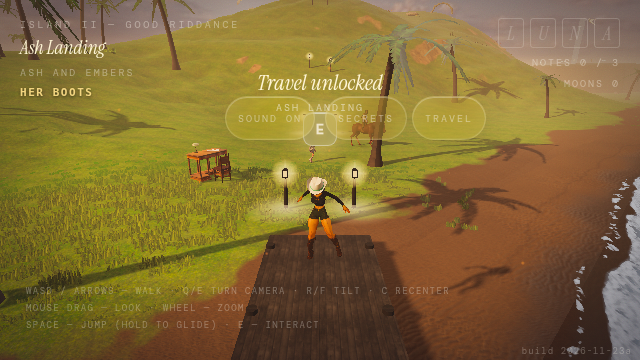 ISLAND II — GOOD RIDDANCE
Ash Landing
ASH AND EMBERS
HER BOOTS
LUNA
NOTES 0 / 3
MOONS 0
Travel unlocked
ASH LANDING
SOUND ON
SECRETS
TRAVEL
E
WASD / ARROWS — WALK · Q/E TURN CAMERA · R/F TILT · C RECENTER
MOUSE DRAG — LOOK · WHEEL — ZOOM
SPACE — JUMP (HOLD TO GLIDE) · E — INTERACT
build